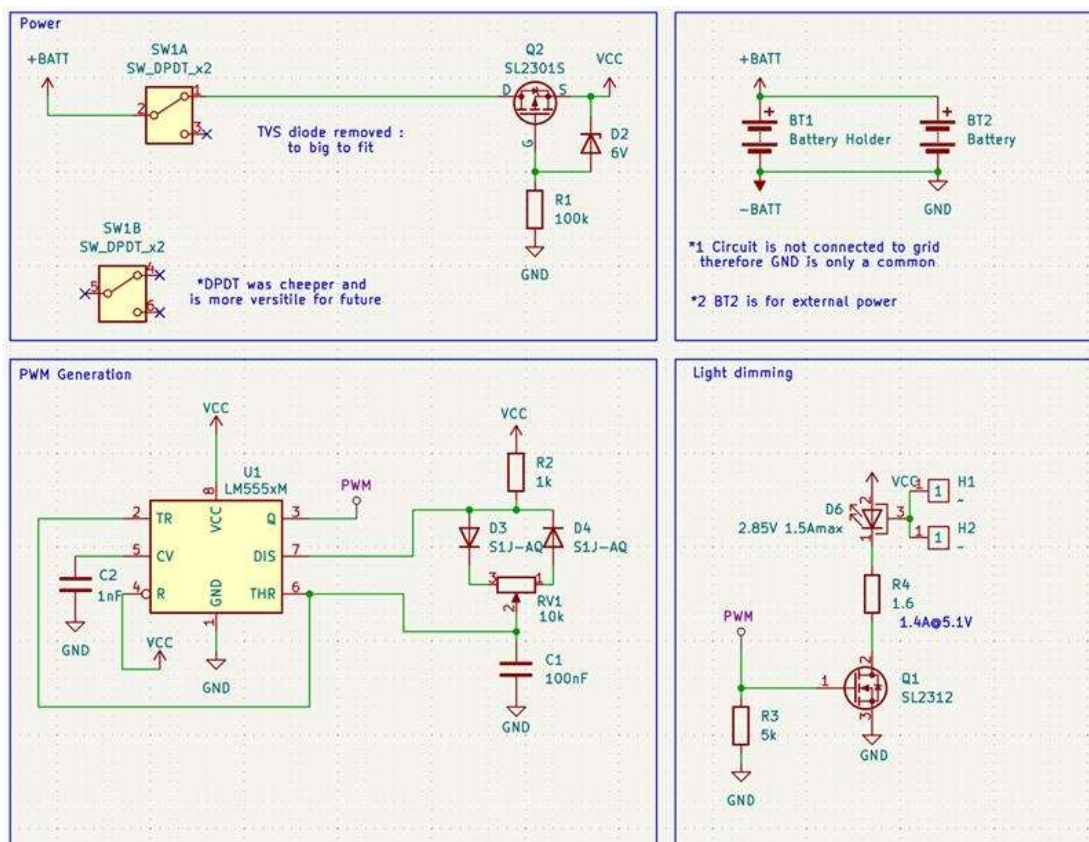 Power
SW1A
SW_DPDT_x2
+BATT
2
1
3
Q2
SL2301S
D
S
G
VCC
D2
6V
TVS diode removed :
to big to fit
R1
100k
GND
SW1B
SW_DPDT_x2
4
5
6
*DPDT was cheeper and
is more versitile for future
+BATT
+
BT1
Battery Holder
+
BT2
Battery
-BATT
GND
*1 Circuit is not connected to grid
therefore GND is only a common
*2 BT2 is for external power
PWM Generation
VCC
U1
LM555xM
8
2
TR
VCC
Q
3
PWM
5
CV
DIS
7
4
R
GND
THR
6
1
C2
1nF
GND
VCC
GND
VCC
R2
1k
D3
S1J-AQ
D4
S1J-AQ
3
1
2
RV1
10k
C1
100nF
GND
Light dimming
VCC
2
D6
2.85V 1.5Amax
3
1
1
1
H1
~
1
1
H2
~
R4
1.6
1.4A@5.1V
PWM
1
2
3
Q1
SL2312
GND
R3
5k
GND